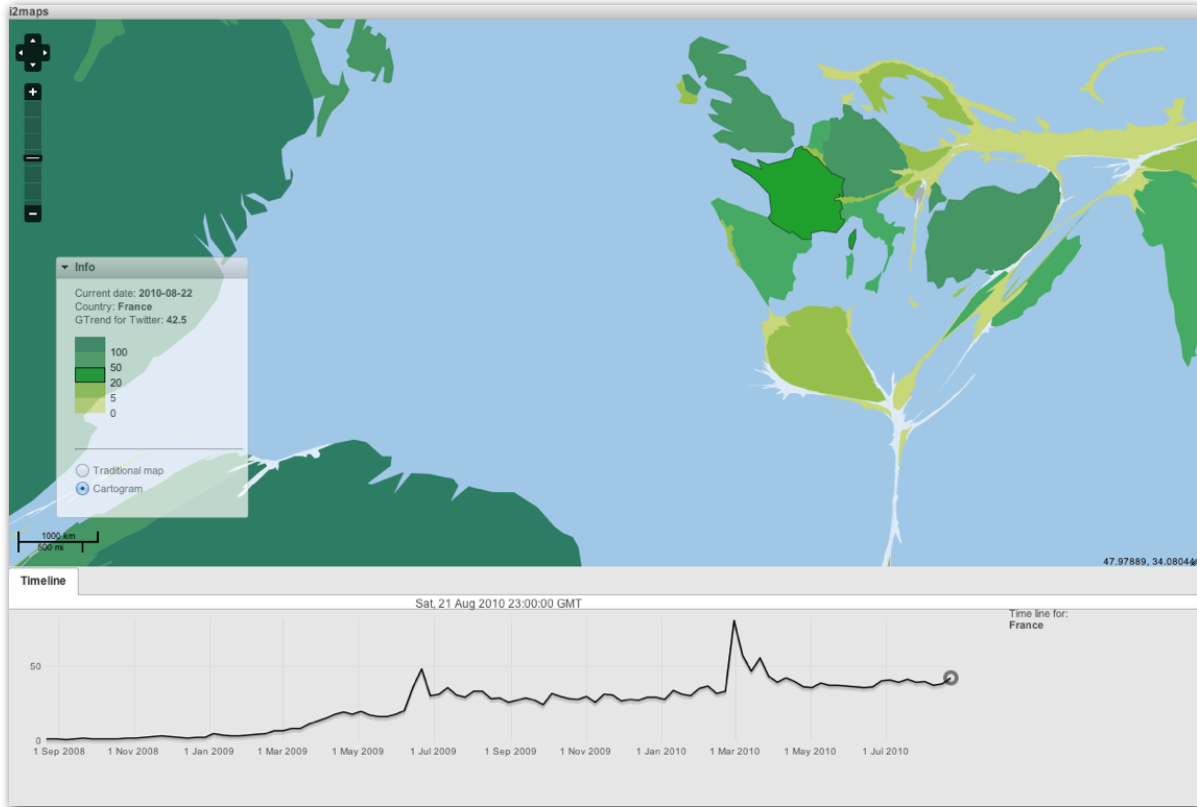 i2maps
Info
Current date: 2010-08-22
Country: France
GTrend for Twitter: 42.5
100
50
20
5
0
Traditional map
Cartogram
1000 km
500 mi
47.97889, 34.08044
Timeline
Sat, 21 Aug 2010 23:00:00 GMT
Time line for:
France
50
0
1 Sep 2008 1 Nov 2008 1 Jan 2009 1 Mar 2009 1 May 2009 1 Jul 2009 1 Sep 2009 1 Nov 2009 1 Jan 2010 1 Mar 2010 1 May 2010 1 Jul 2010